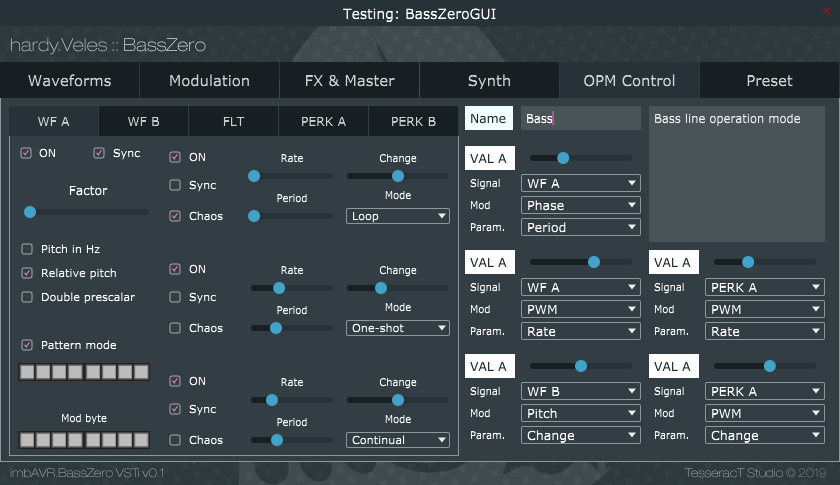 Testing: BassZeroGUI
hardy.Veles :: BassZero
Waveforms Modulation FX & Master Synth OPM Control Preset
WF A WF B FLT PERK A PERK B
ON Sync
Factor
Pitch in Hz
Relative pitch
Double prescalar
Pattern mode
Mod byte
ON Rate Change
Sync Period Mode
Chaos Loop
ON Rate Change
Sync Period Mode
Chaos One-shot
ON Rate Change
Sync Period Mode
Chaos Continual
Name Bass
Bass line operation mode
VAL A
Signal WF A
Mod Phase
Param. Period
VAL A
Signal WF A
Mod PWM
Param. Rate
VAL A
Signal PERK A
Mod PWM
Param. Rate
VAL A
Signal WF B
Mod Pitch
Param. Change
VAL A
Signal PERK A
Mod PWM
Param. Change
imbAVR.BassZero VSTi v0.1
TesseracT Studio © 2019